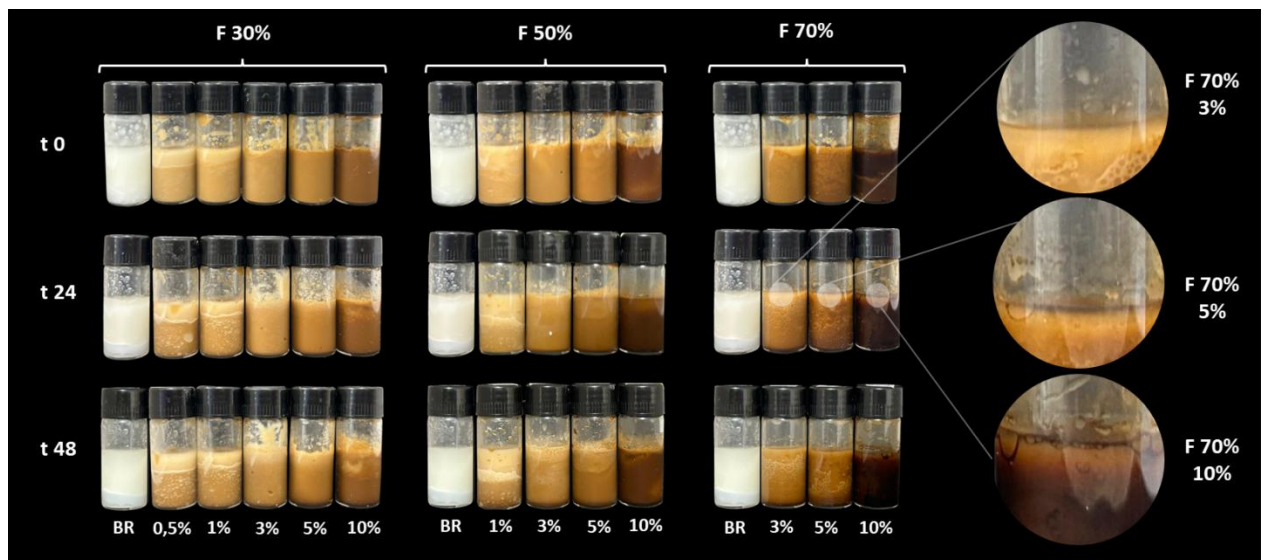 F 30%
F 50%
F 70%
F 70%
3%
t 0
t 24
F 70%
5%
t 48
F 70%
10%
BR 0,5% 1% 3% 5% 10%
BR 1% 3% 5% 10%
BR 3% 5% 10%